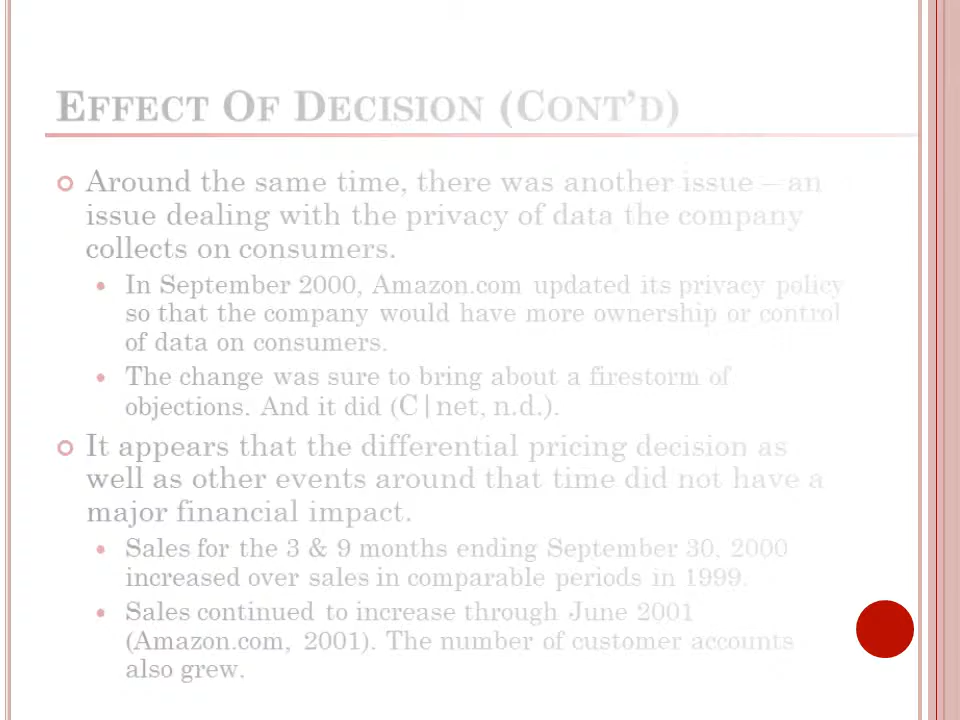 EFFECT OF DECISION (CONT'D)
Around the same time, there was another issue – an
issue dealing with the privacy of data the company
collects on consumers.
In September 2000, Amazon.com updated its privacy policy
so that the company would have more ownership or control
of data on consumers.
The change was sure to bring about a firestorm of
objections. And it did (C|net, n.d.).
It appears that the differential pricing decision as
well as other events around that time did not have a
major financial impact.
Sales for the 3 & 9 months ending September 30, 2000
increased over sales in comparable periods in 1999.
Sales continued to increase through June 2001
(Amazon.com, 2001). The number of customer accounts
also grew.